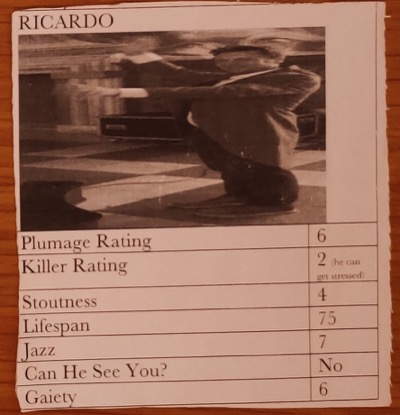 RICARDO
Plumage Rating 6
Killer Rating 2 (he can
get stressed)
Stoutness 4
Lifespan 75
Jazz 7
Can He See You? No
Gaiety 6